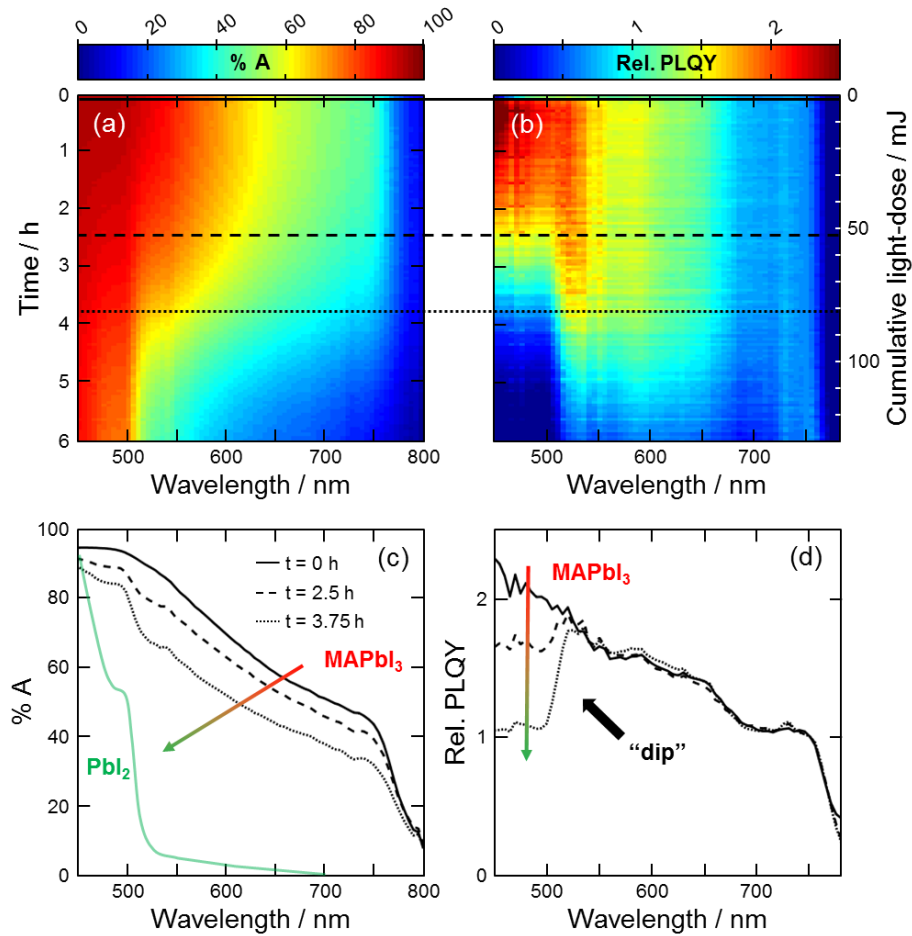 0 20 40 60 80 100
% A
0 1 2
Rel. PLQY
(a)
(b)
0
1
2
3
4
5
6
Time / h
0
50
100
Cumulative light-dose / mJ
500 600 700 800
Wavelength / nm
500 600 700
Wavelength / nm
100
80
60
40
20
0
% A
(c)
t = 0 h
t = 2.5 h
t = 3.75 h
MAPbI₃
PbI₂
450 500 600 700 800
Wavelength / nm
2
1
0
Rel. PLQY
(d)
MAPbI₃
“dip”
450 500 600 700
Wavelength / nm